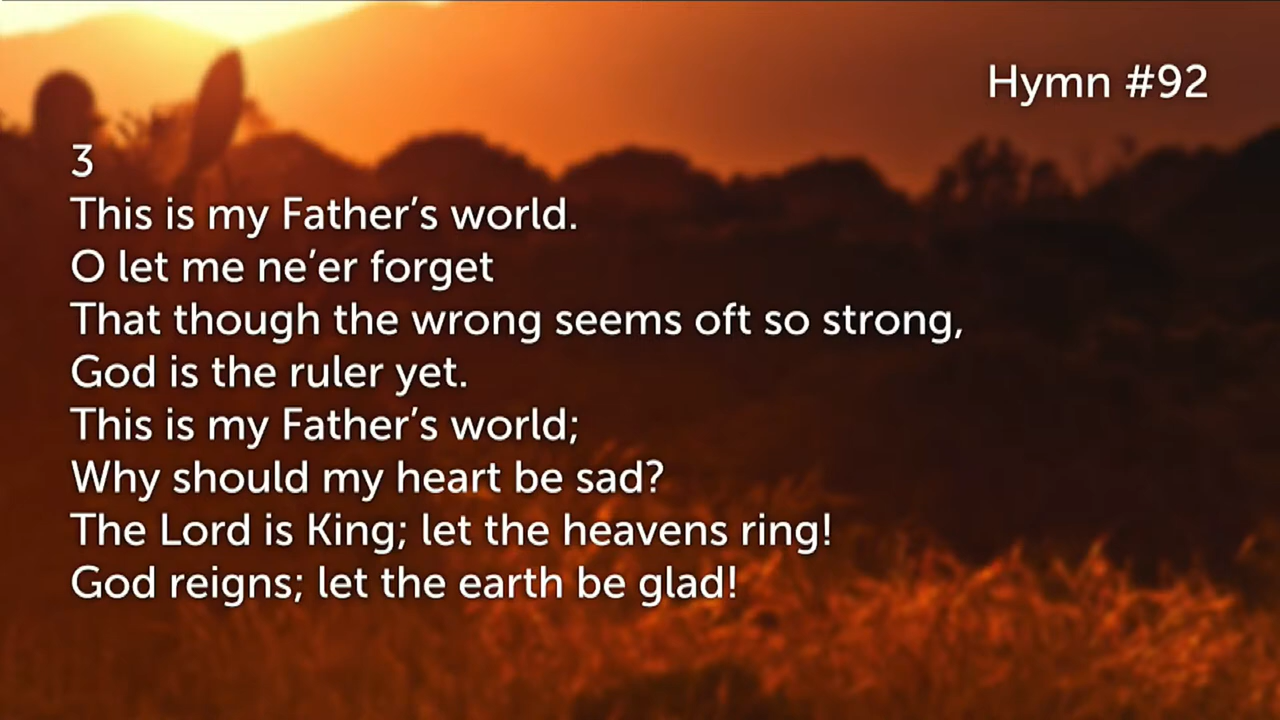 Hymn #92
3
This is my Father’s world.
O let me ne’er forget
That though the wrong seems oft so strong,
God is the ruler yet.
This is my Father’s world;
Why should my heart be sad?
The Lord is King; let the heavens ring!
God reigns; let the earth be glad!